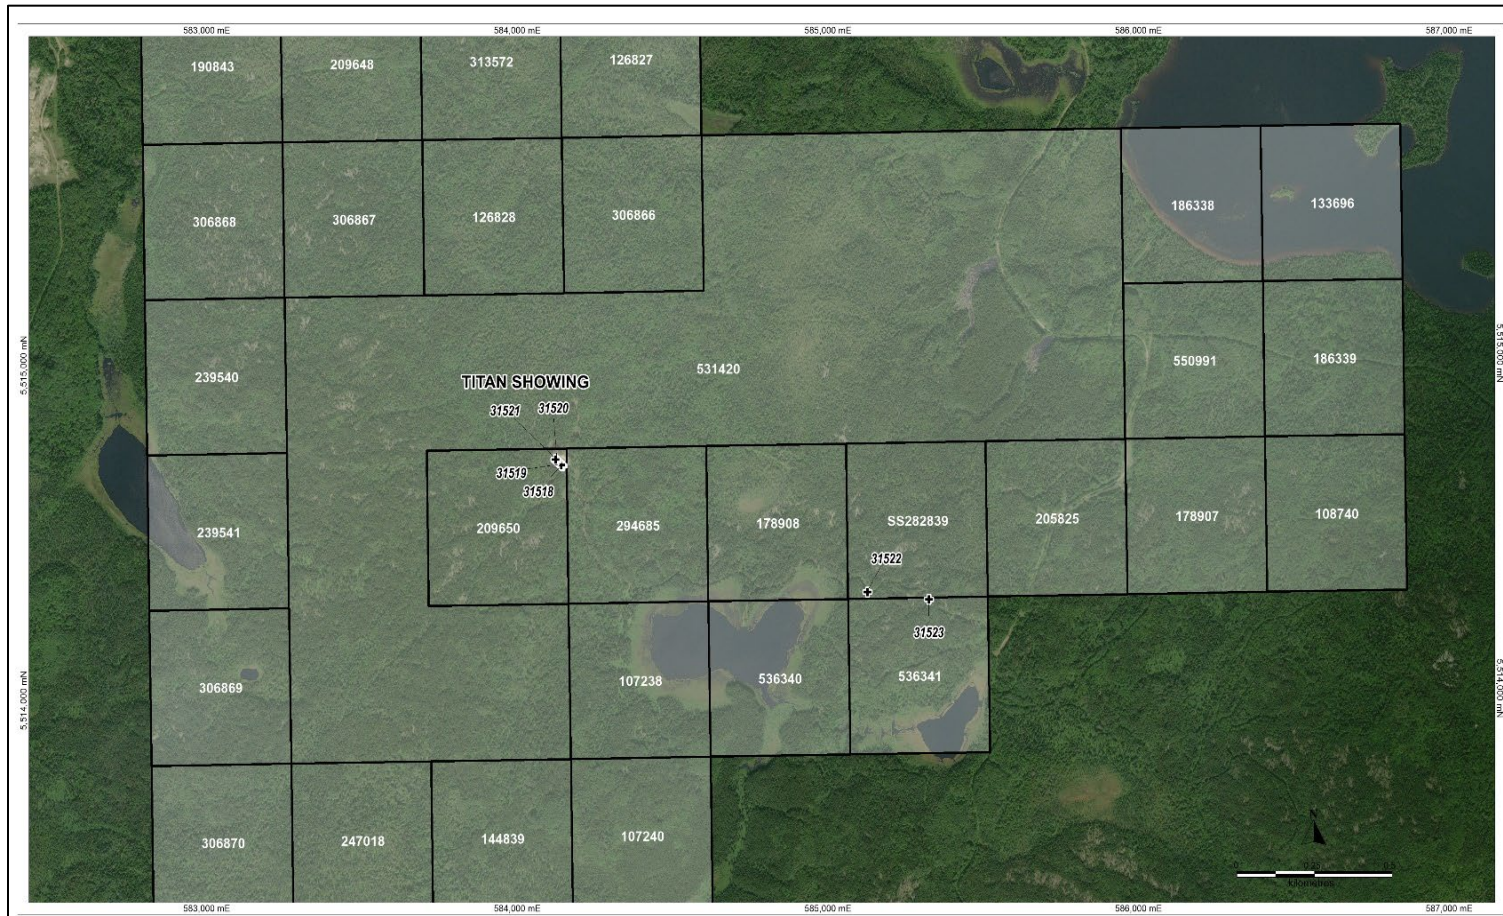 583,000 mE
584,000 mE
585,000 mE
586,000 mE
587,000 mE
190843
209648
313572
126827
306868
306867
126828
306866
186338
133696
5,515,000 mN
5,515,000 mN
239540
531420
550991
186339
TITAN SHOWING
31521
31520
31519
31518
239541
209650
294685
178908
SS282839
205825
178907
108740
31522
31523
5,514,000 mN
5,514,000 mN
306869
107238
536340
536341
306870
247018
144839
107240
N
0
0.25
0.5
kilometres
583,000 mE
584,000 mE
585,000 mE
586,000 mE
587,000 mE